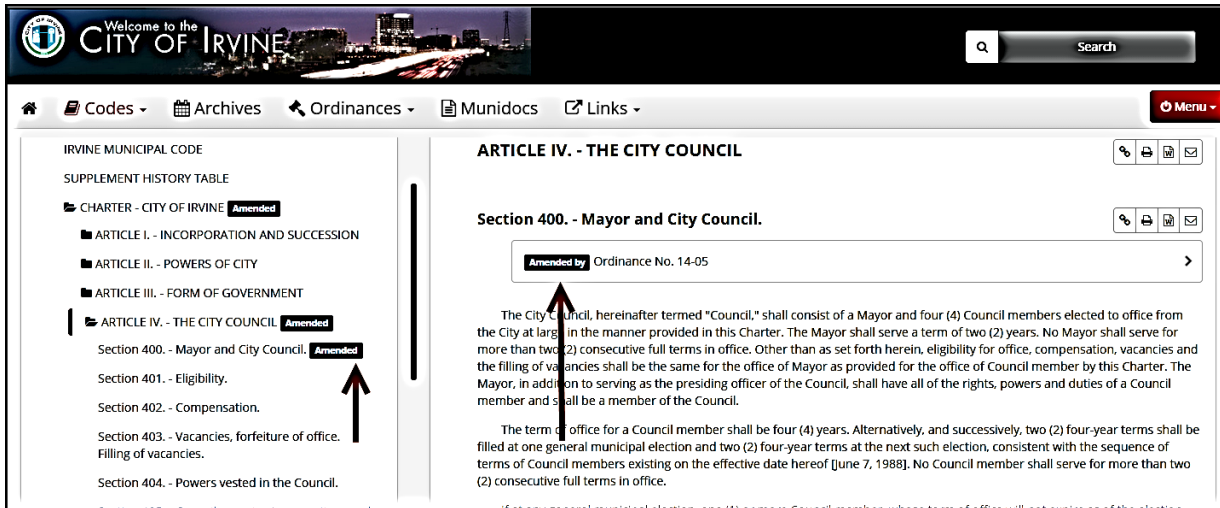 Welcome to the
CITY OF IRVINE
Search
Codes
Archives
Ordinances
Munidocs
Links
Menu
IRVINE MUNICIPAL CODE
SUPPLEMENT HISTORY TABLE
CHARTER - CITY OF IRVINE Amended
ARTICLE I. - INCORPORATION AND SUCCESSION
ARTICLE II. - POWERS OF CITY
ARTICLE III. - FORM OF GOVERNMENT
ARTICLE IV. - THE CITY COUNCIL Amended
Section 400. - Mayor and City Council. Amended
Section 401. - Eligibility.
Section 402. - Compensation.
Section 403. - Vacancies, forfeiture of office.
Filling of vacancies.
Section 404. - Powers vested in the Council.
ARTICLE IV. - THE CITY COUNCIL
Section 400. - Mayor and City Council.
Amended by Ordinance No. 14-05
The City Council, hereinafter termed "Council," shall consist of a Mayor and four (4) Council members elected to office from
the City at large in the manner provided in this Charter. The Mayor shall serve a term of two (2) years. No Mayor shall serve for
more than two (2) consecutive full terms in office. Other than as set forth herein, eligibility for office, compensation, vacancies and
the filling of vacancies shall be the same for the office of Mayor as provided for the office of Council member by this Charter. The
Mayor, in addition to serving as the presiding officer of the Council, shall have all of the rights, powers and duties of a Council
member and shall be a member of the Council.
The term of office for a Council member shall be four (4) years. Alternatively, and successively, two (2) four-year terms shall be
filled at one general municipal election and two (2) four-year terms at the next such election, consistent with the sequence of
terms of Council members existing on the effective date hereof [June 7, 1988]. No Council member shall serve for more than two
(2) consecutive full terms in office.